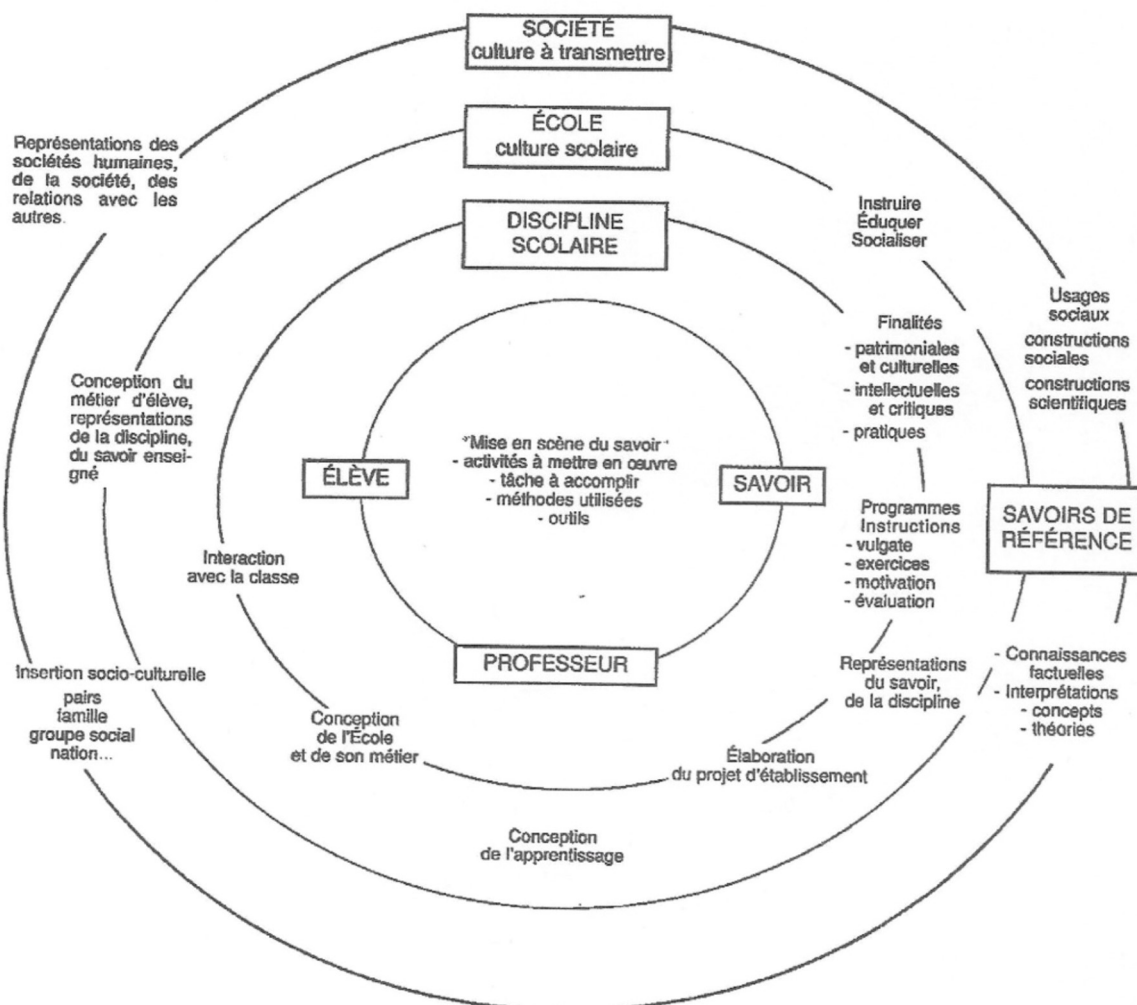 SOCIÉTÉ
culture à transmettre
ÉCOLE
culture scolaire
Représentations des
sociétés humaines,
de la société, des
relations avec les
autres.
DISCIPLINE
SCOLAIRE
Instruire
Éduquer
Socialiser
Usages
sociaux
constructions
sociales
constructions
scientifiques
Finalités
- patrimoniales
et culturelles
- intellectuelles
et critiques
- pratiques
Conception du
métier d'élève,
représentations
de la discipline,
du savoir ensei-
gné
"Mise en scène du savoir"
- activités à mettre en œuvre
- tâche à accomplir
- méthodes utilisées
- outils
ÉLÈVE
SAVOIR
SAVOIRS DE
RÉFÉRENCE
Programmes
Instructions
- vulgate
- exercices
- motivation
- évaluation
Interaction
avec la classe
PROFESSEUR
Représentations
du savoir,
de la discipline
- Connaissances
factuelles
- Interprétations
- concepts
- théories
Insertion socio-culturelle
pairs
famille
groupe social
nation...
Conception
de l'École
et de son métier
Élaboration
du projet d'établissement
Conception
de l'apprentissage